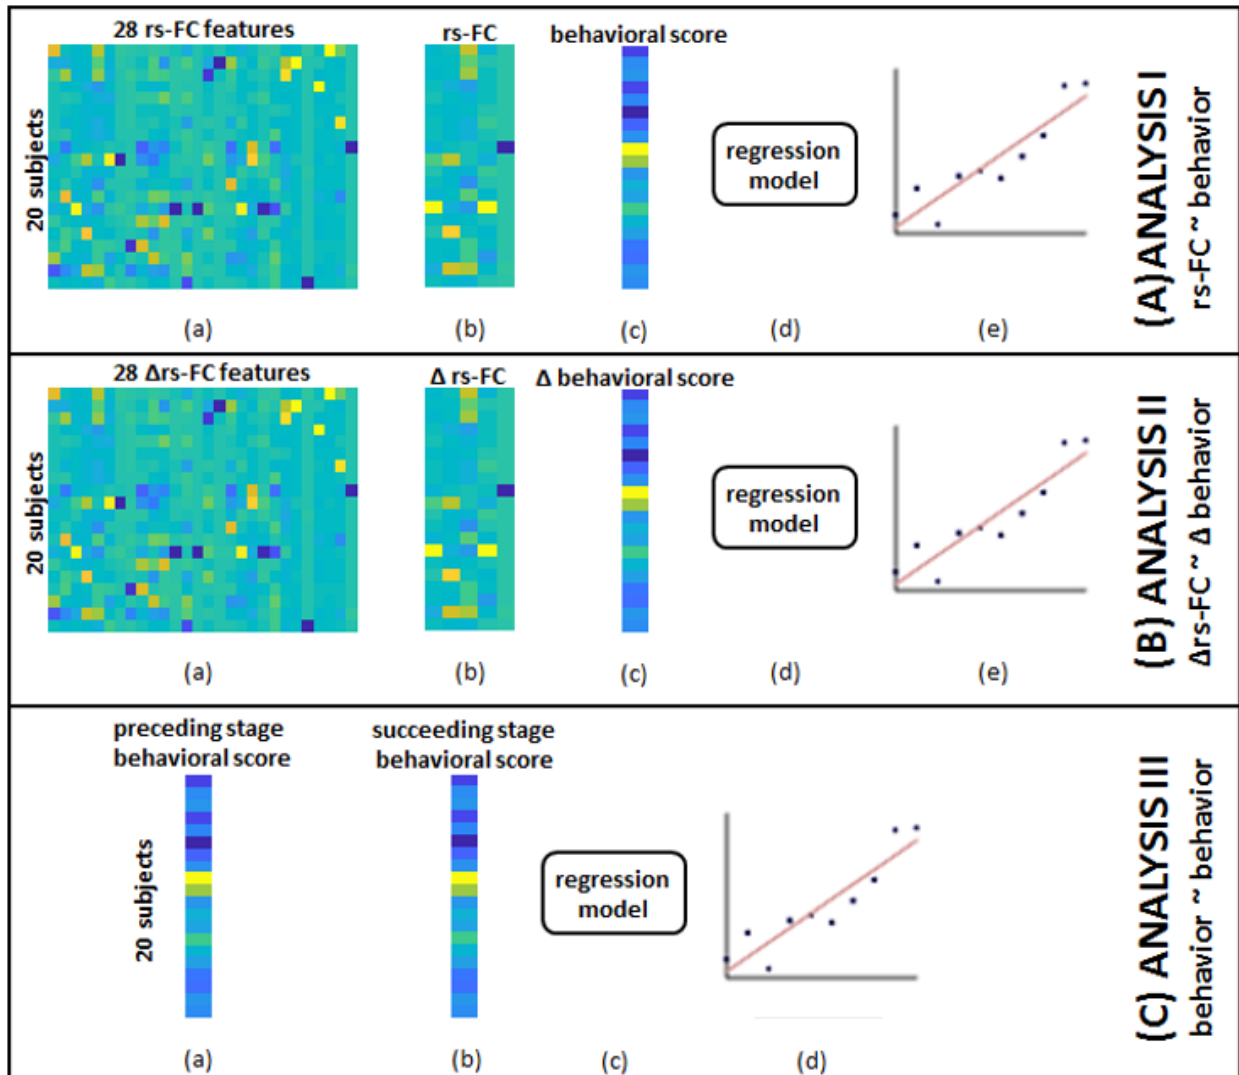 28 rs-FC features
rs-FC
behavioral score
20 subjects
regression
model
(a)
(b)
(c)
(d)
(e)
(A)ANALYSIS I
rs-FC ~ behavior
28 Δrs-FC features
Δ rs-FC
Δ behavioral score
20 subjects
regression
model
(a)
(b)
(c)
(d)
(e)
(B) ANALYSIS II
Δrs-FC ~ Δ behavior
preceding stage
behavioral score
succeeding stage
behavioral score
20 subjects
regression
model
(a)
(b)
(c)
(d)
(C) ANALYSIS III
behavior ~ behavior